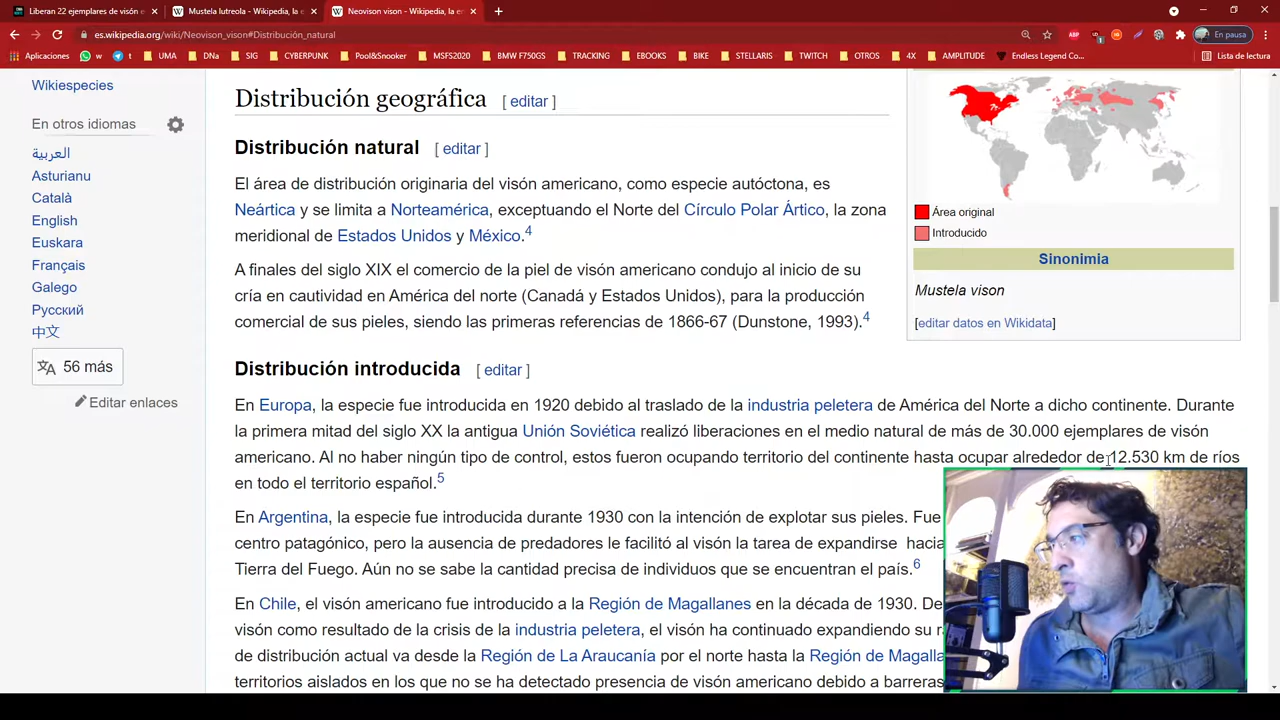 Liberan 22 ejemplares de visón e
Mustela lutreola - Wikipedia, la e
Neovison vison - Wikipedia, la en
es.wikipedia.org/wiki/Neovison_vison#Distribución_natural
En pausa
Aplicaciones
w
t
UMA
DNa
SIG
CYBERPUNK
Pool&Snooker
MSFS2020
BMW F750GS
TRACKING
EBOOKS
BIKE
STELLARIS
TWITCH
OTROS
4X
AMPLITUDE
Endless Legend Co...
Lista de lectura
Wikiespecies
En otros idiomas
العربية
Asturianu
Català
English
Euskara
Français
Galego
Русский
中文
56 más
Editar enlaces
Distribución geográfica [ editar ]
Distribución natural [ editar ]
El área de distribución originaria del visón americano, como especie autóctona, es
Neártica y se limita a Norteamérica, exceptuando el Norte del Círculo Polar Ártico, la zona
meridional de Estados Unidos y México.4
A finales del siglo XIX el comercio de la piel de visón americano condujo al inicio de su
cría en cautividad en América del norte (Canadá y Estados Unidos), para la producción
comercial de sus pieles, siendo las primeras referencias de 1866-67 (Dunstone, 1993).4
Área original
Introducido
Sinonimia
Mustela vison
[editar datos en Wikidata]
Distribución introducida [ editar ]
En Europa, la especie fue introducida en 1920 debido al traslado de la industria peletera de América del Norte a dicho continente. Durante
la primera mitad del siglo XX la antigua Unión Soviética realizó liberaciones en el medio natural de más de 30.000 ejemplares de visón
americano. Al no haber ningún tipo de control, estos fueron ocupando territorio del continente hasta ocupar alrededor de 12.530 km de ríos
en todo el territorio español.5
En Argentina, la especie fue introducida durante 1930 con la intención de explotar sus pieles. Fue
centro patagónico, pero la ausencia de predadores le facilitó al visón la tarea de expandirse hacia
Tierra del Fuego. Aún no se sabe la cantidad precisa de individuos que se encuentran el país.6
En Chile, el visón americano fue introducido a la Región de Magallanes en la década de 1930. De
visón como resultado de la crisis de la industria peletera, el visón ha continuado expandiendo su
de distribución actual va desde la Región de La Araucanía por el norte hasta la Región de Magalla
territorios aislados en los que no se ha detectado presencia de visón americano debido a barreras